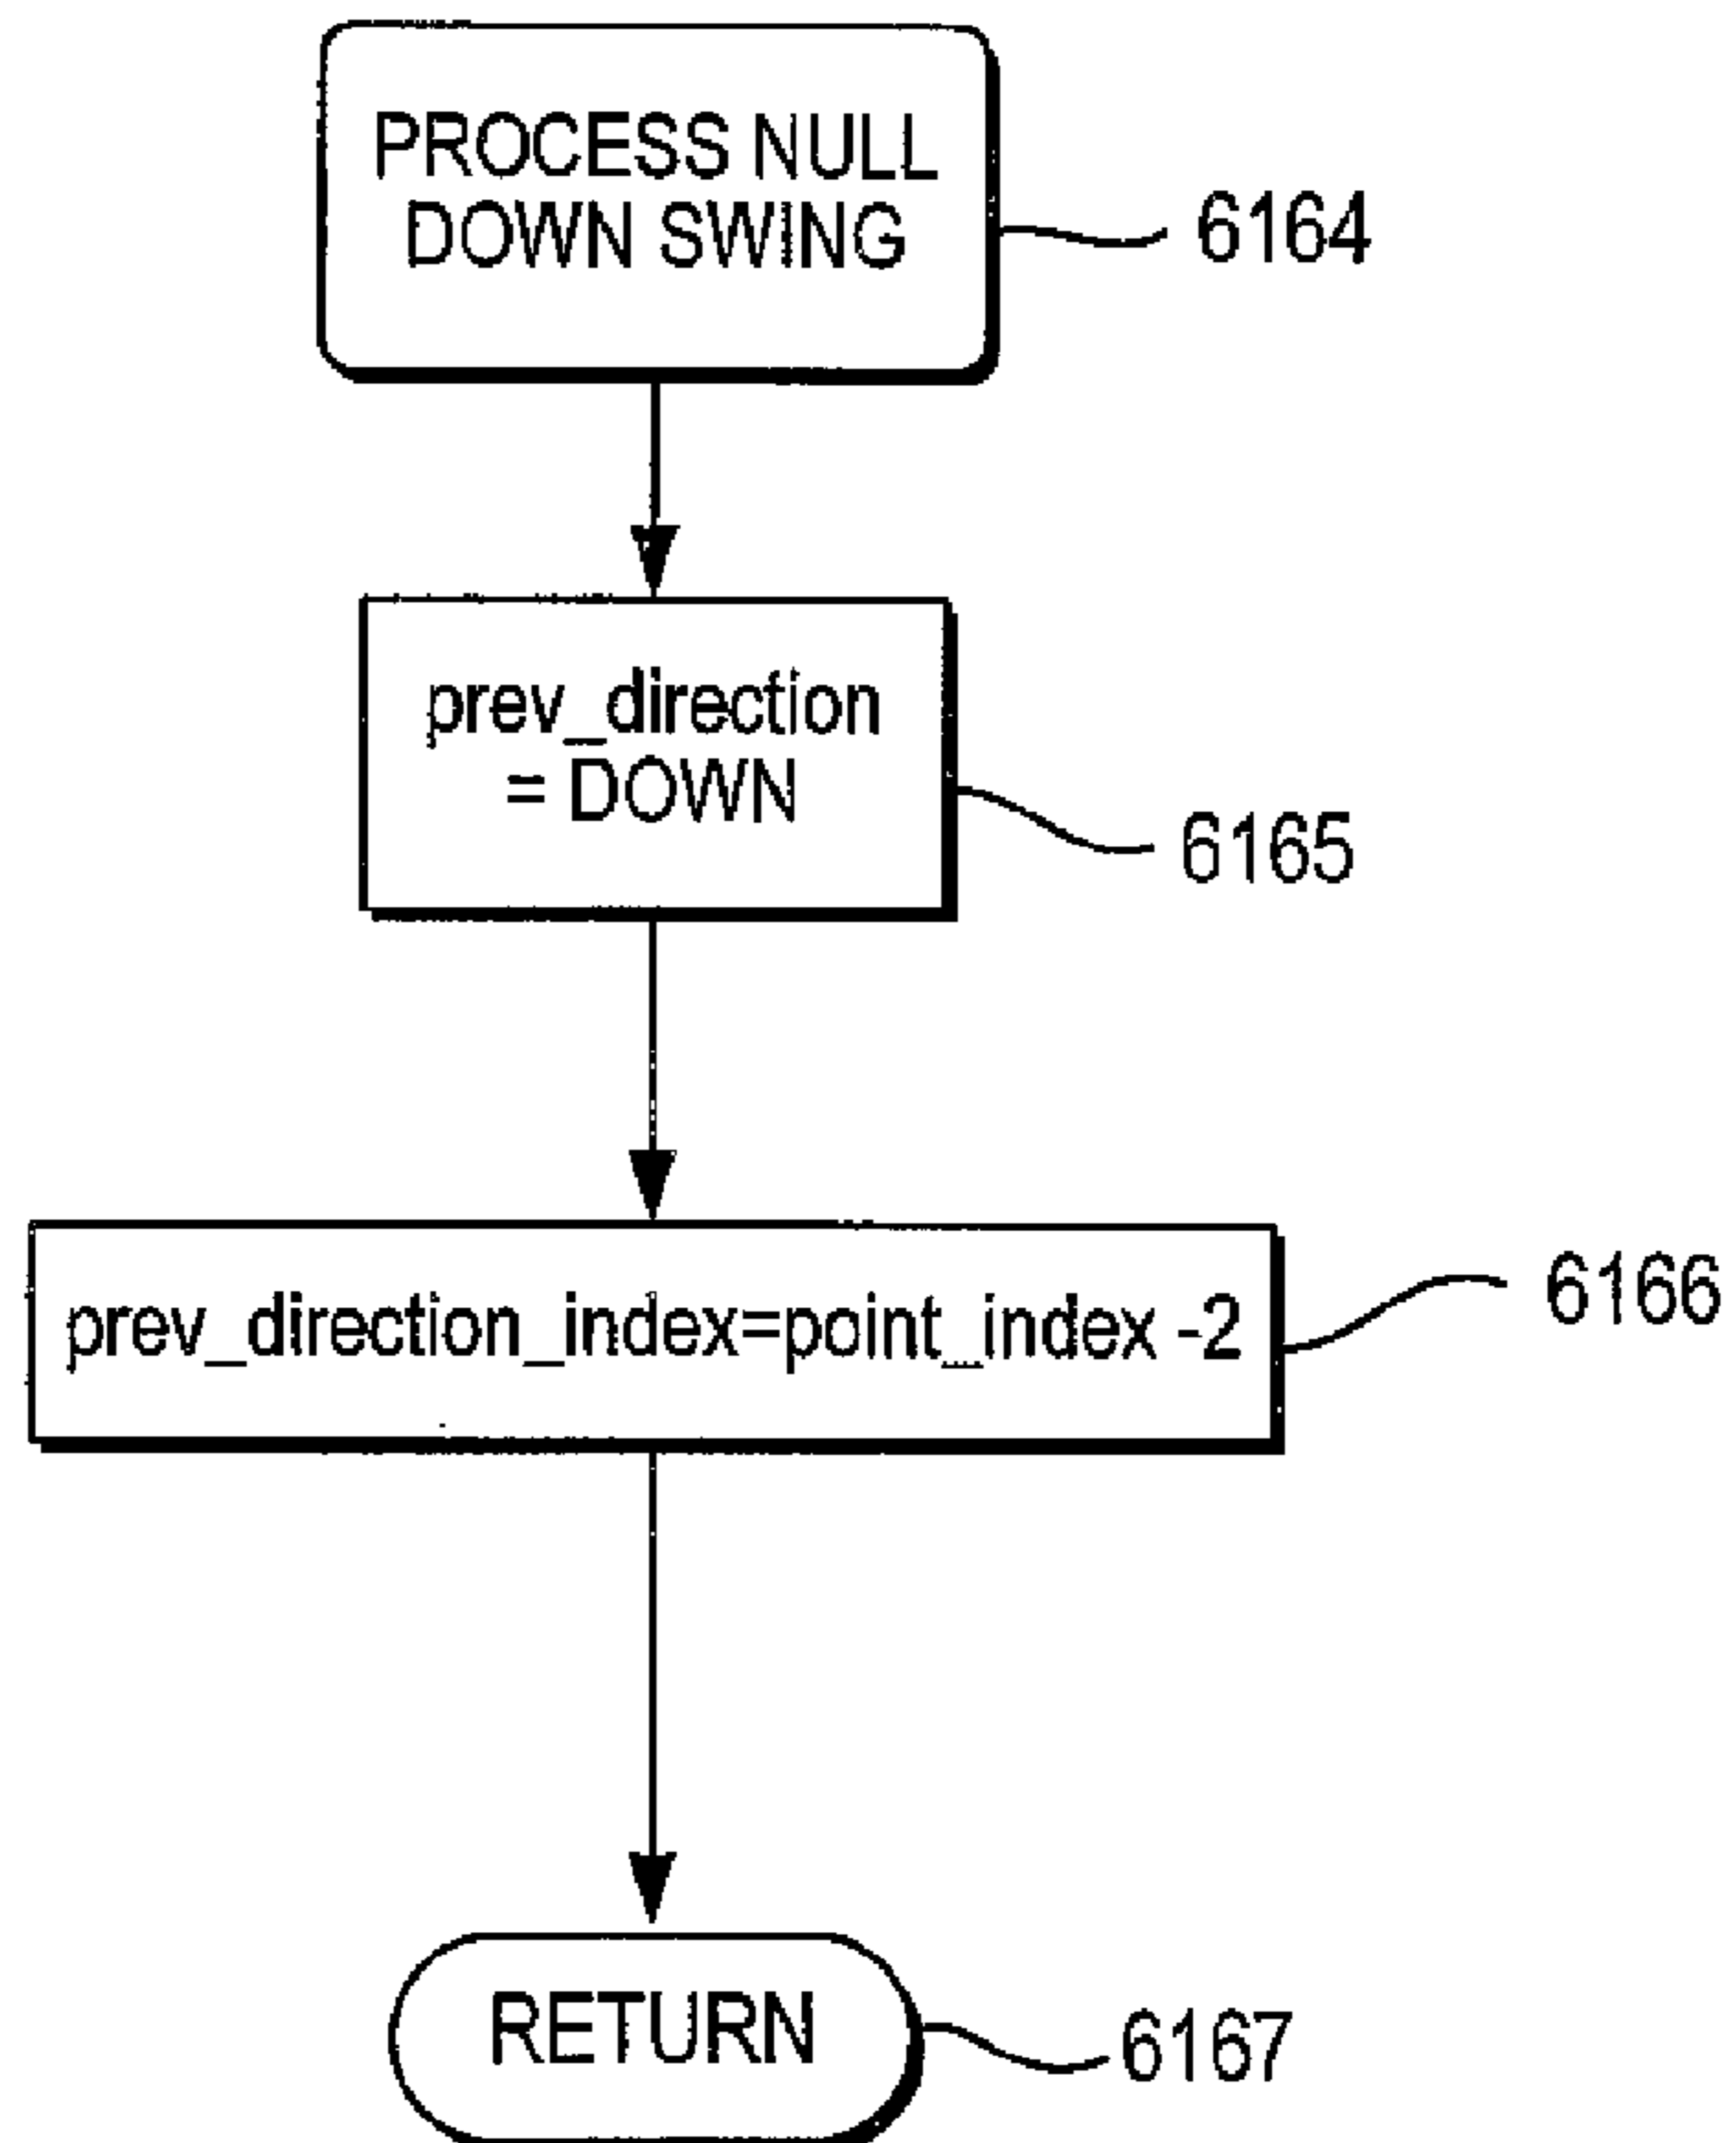 PROCESS NULL
DOWN SWING
6164
prev_direction
= DOWN
6165
prev_direction_index=point_index -2
6166
RETURN
6167